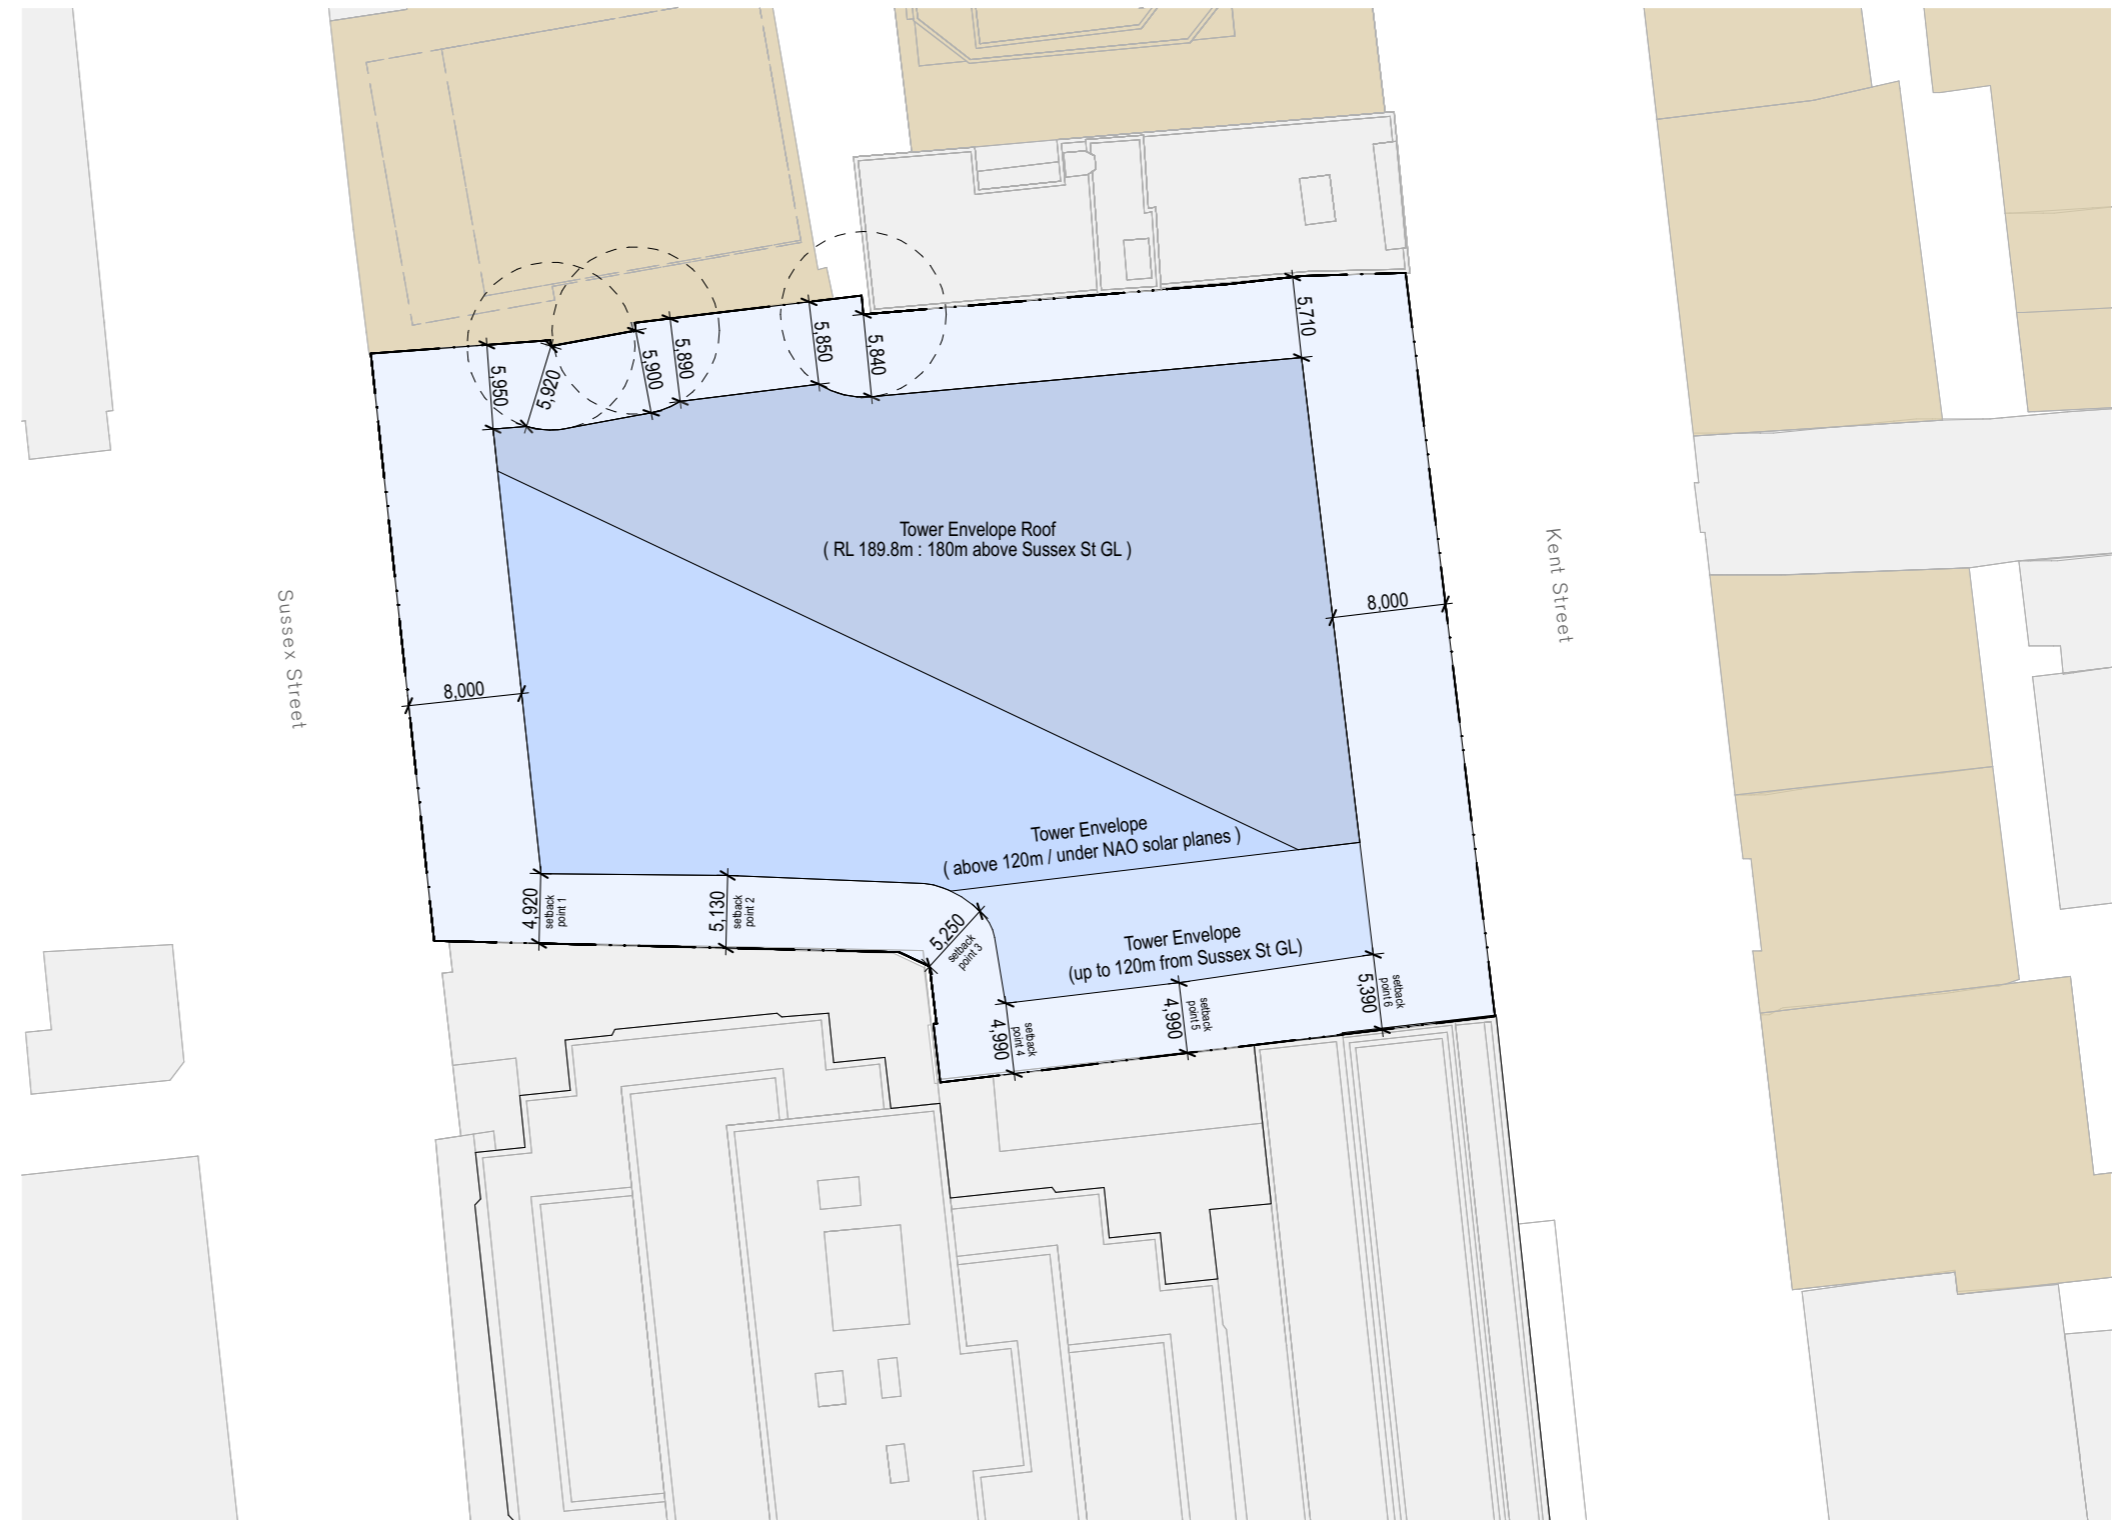 5,710
5,850
5,840
5,890
5,900
5,950
5,920
Tower Envelope Roof
( RL 189.8m : 180m above Sussex St GL )
Kent Street
Sussex Street
8,000
8,000
Tower Envelope
( above 120m / under NAO solar planes )
4,920
setback
point 1
5,130
setback
point 2
5,250
setback
point 3
Tower Envelope
(up to 120m from Sussex St GL)
4,990
setback
point 4
4,990
setback
point 5
5,390
setback
point 6